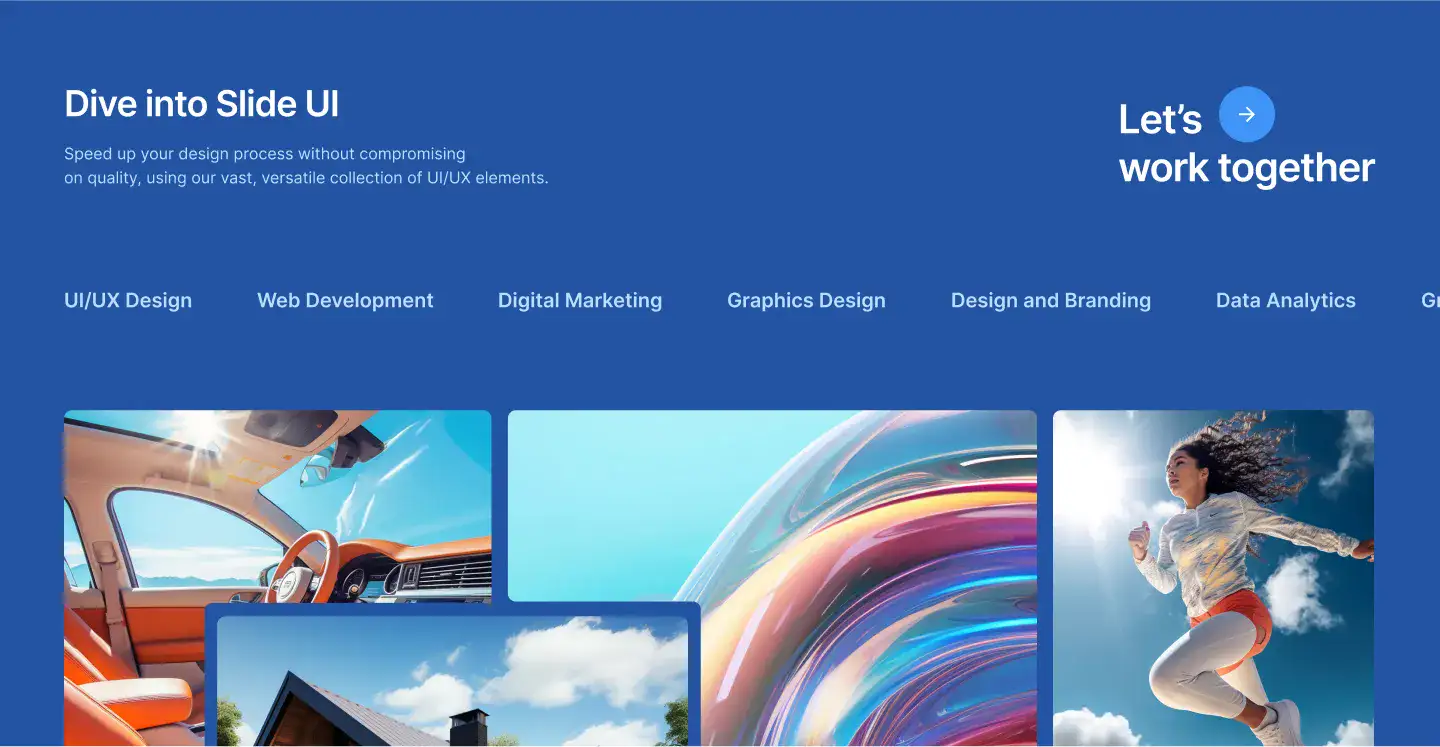 Dive into Slide UI
Speed up your design process without compromising
on quality, using our vast, versatile collection of UI/UX elements.
Let’s
work together
UI/UX Design
Web Development
Digital Marketing
Graphics Design
Design and Branding
Data Analytics